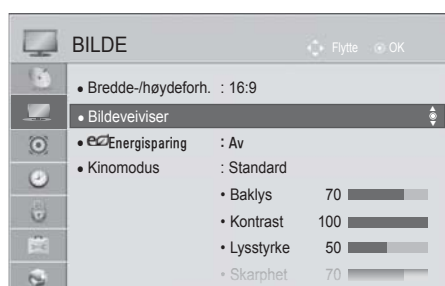 BILDE
Flytte OK
• Bredde-/høydeforh. : 16:9
• Bildeveiviser
• eco Energisparing : Av
• Kinomodus : Standard
• Baklys 70
• Kontrast 100
• Lysstyrke 50
• Skarphet 70